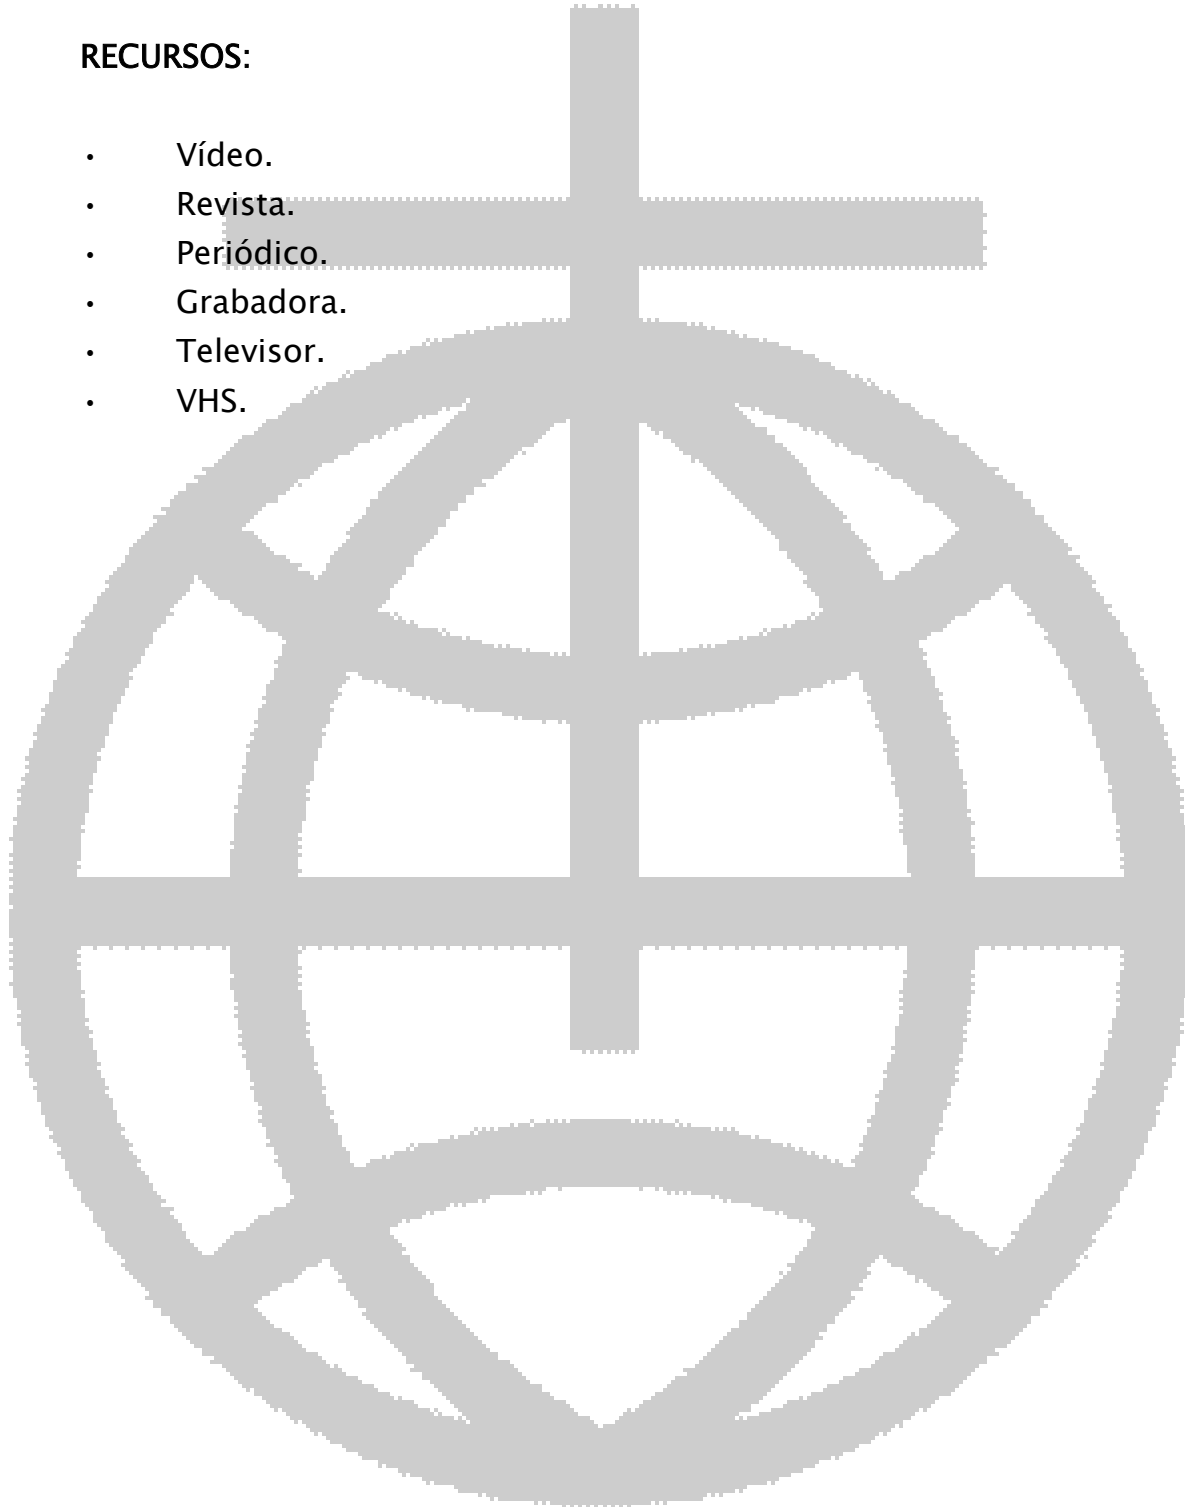 RECURSOS:
• Vídeo.
• Revista.
• Periódico.
• Grabadora.
• Televisor.
• VHS.